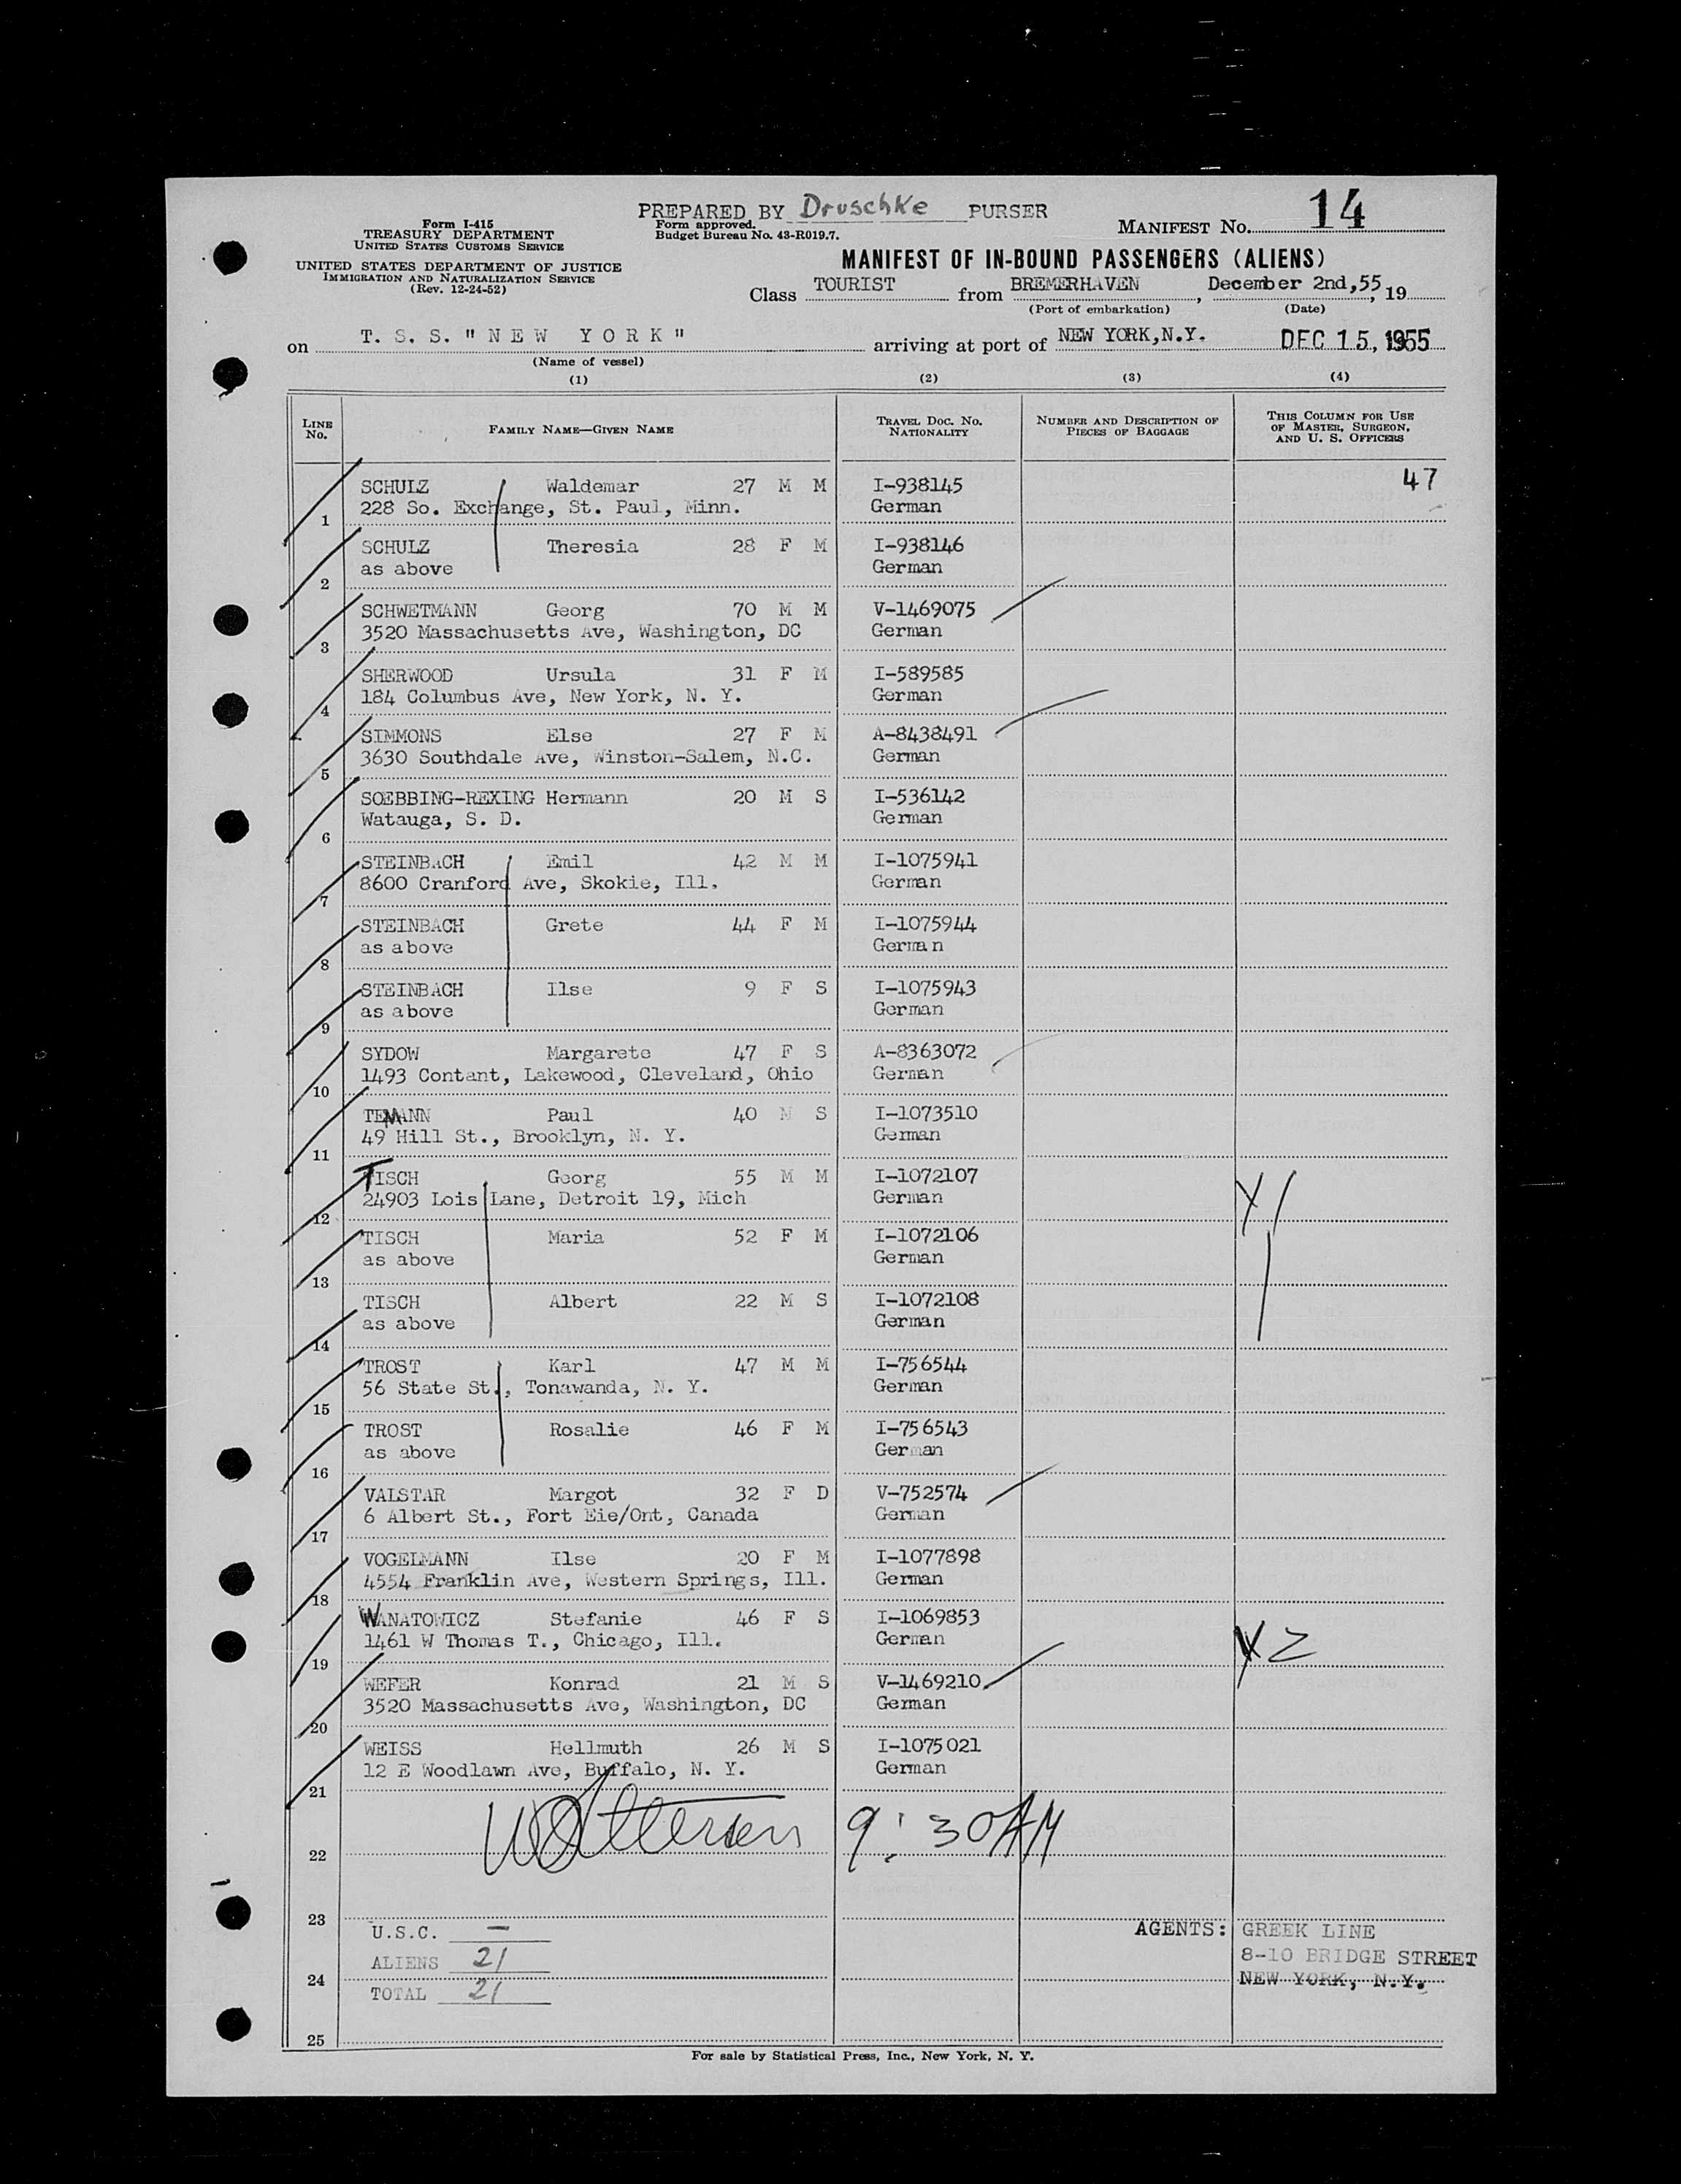 PREPARED BY Druschke PURSER
Form I-415
TREASURY DEPARTMENT
UNITED STATES CUSTOMS SERVICE
Form approved.
Budget Bureau No. 43-R019.7.
MANIFEST No. 14
UNITED STATES DEPARTMENT OF JUSTICE
IMMIGRATION AND NATURALIZATION SERVICE
(Rev. 12-24-52)
MANIFEST OF IN-BOUND PASSENGERS (ALIENS)
Class TOURIST from BREMERHAVEN, December 2nd,55, 19
(Port of embarkation) (Date)
on T. S. S. " N E W Y O R K " arriving at port of NEW YORK,N.Y. DEC 15, 1955
(Name of vessel)
(1) (2) (3) (4)
LINE No. FAMILY NAME—GIVEN NAME TRAVEL DOC. NO. NATIONALITY NUMBER AND DESCRIPTION OF PIECES OF BAGGAGE THIS COLUMN FOR USE OF MASTER, SURGEON, AND U. S. OFFICERS
SCHULZ Waldemar 27 M M I-938145 47
1 228 So. Exchange, St. Paul, Minn. German
SCHULZ Theresia 28 F M I-938146
2 as above German
SCHWETMANN Georg 70 M M V-1469075
3 3520 Massachusetts Ave, Washington, DC German
SHERWOOD Ursula 31 F M I-589585
4 184 Columbus Ave, New York, N. Y. German
SIMMONS Else 27 F M A-8438491
5 3630 Southdale Ave, Winston-Salem, N.C. German
SOEBBING-REXING Hermann 20 M S I-536142
6 Watauga, S. D. German
STEINBACH Emil 42 M M I-1075941
7 8600 Cranford Ave, Skokie, Ill. German
STEINBACH Grete 44 F M I-1075944
8 as above German
STEINBACH Ilse 9 F S I-1075943
9 as above German
SYDOW Margarete 47 F S A-8363072
10 1493 Contant, Lakewood, Cleveland, Ohio German
TEMANN Paul 40 M S I-1073510
11 49 Hill St., Brooklyn, N. Y. German
TISCH Georg 55 M M I-1072107
12 24903 Lois Lane, Detroit 19, Mich German
TISCH Maria 52 F M I-1072106
13 as above German
TISCH Albert 22 M S I-1072108
14 as above German
TROST Karl 47 M M I-756544
15 56 State St., Tonawanda, N. Y. German
TROST Rosalie 46 F M I-756543
16 as above German
VALSTAR Margot 32 F D V-752574
17 6 Albert St., Fort Eie/Ont, Canada German
VOGELMANN Ilse 20 F M I-1077898
18 4554 Franklin Ave, Western Springs, Ill. German
WANATOWICZ Stefanie 46 F S I-1069853
19 1461 W Thomas T., Chicago, Ill. German
WEFER Konrad 21 M S V-1469210
20 3520 Massachusetts Ave, Washington, DC German
WEISS Hellmuth 26 M S I-1075021
21 12 E Woodlawn Ave, Buffalo, N. Y. German
22 9:30AM
23
U.S.C. — AGENTS: GREEK LINE
ALIENS 21 8-10 BRIDGE STREET
24 NEW YORK, N.Y.
TOTAL 21
25
For sale by Statistical Press, Inc., New York, N. Y.